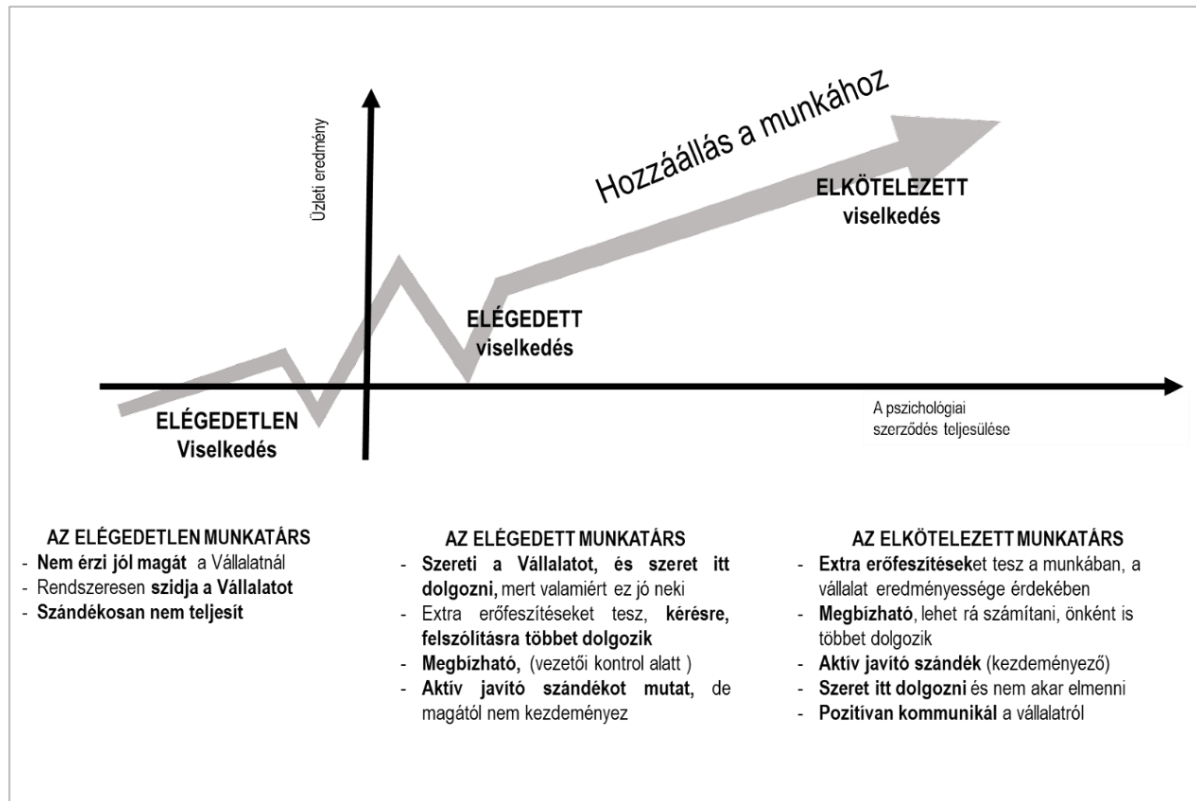 Üzleti eredmény
Hozzáállás a munkához
ELKÖTELEZETT
viselkedés
ELÉGEDETT
viselkedés
ELÉGEDETLEN
Viselkedés
A pszichológiai
szerződés teljesülése
AZ ELÉGEDETLEN MUNKATÁRS
- Nem érzi jól magát a Vállalatnál
- Rendszeresen szidja a Vállalatot
- Szándékosan nem teljesít
AZ ELÉGEDETT MUNKATÁRS
- Szereti a Vállalatot, és szeret itt
dolgozni, mert valamiért ez jó neki
- Extra erőfeszítéseket tesz, kérésre,
felszólításra többet dolgozik
- Megbízható, (vezetői kontrol alatt )
- Aktív javító szándékot mutat, de
magától nem kezdeményez
AZ ELKÖTELEZETT MUNKATÁRS
- Extra erőfeszítéseket tesz a munkában, a
vállalat eredményessége érdekében
- Megbízható, lehet rá számítani, önként is
többet dolgozik
- Aktív javító szándék (kezdeményező)
- Szeret itt dolgozni és nem akar elmenni
- Pozitívan kommunikál a vállalatról